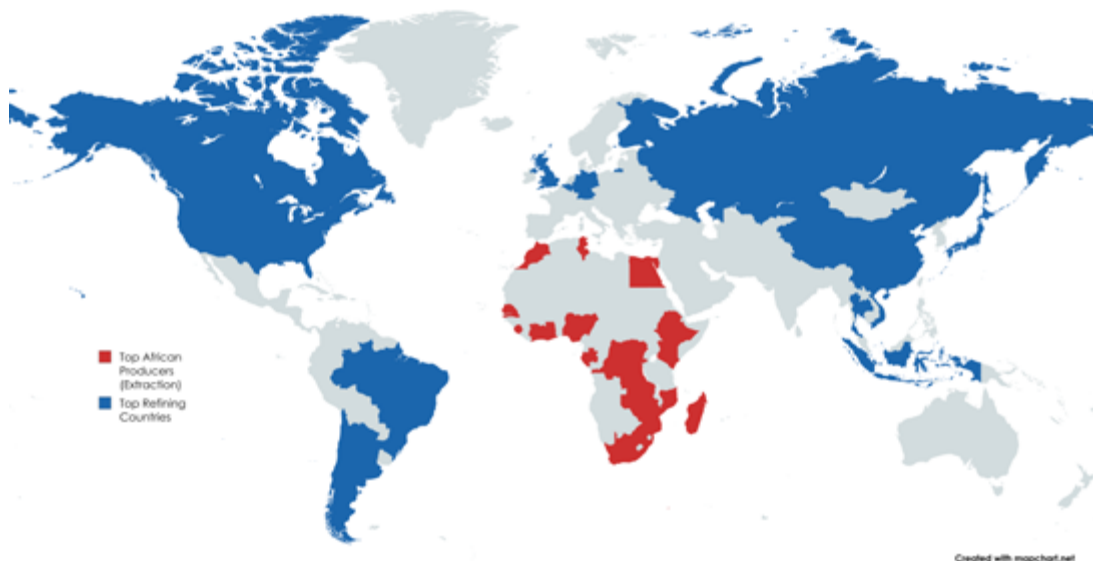 Top African
Producers
(Extraction)
Top Refining
Countries
Created with mapchart.net